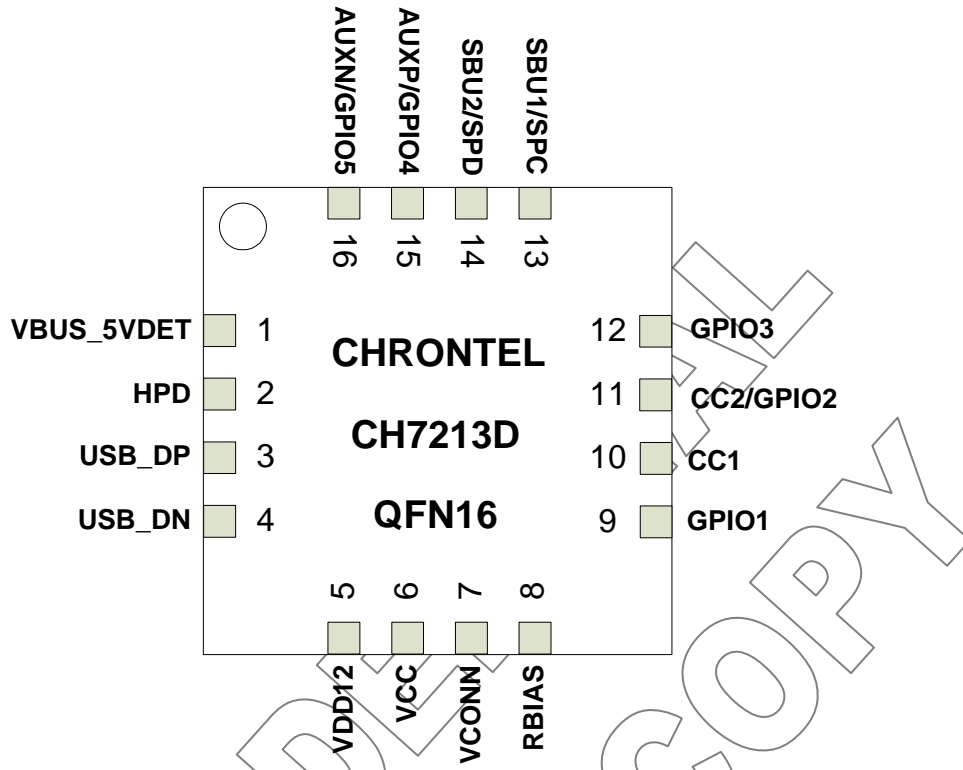 AUXN/GPIO5
AUXP/GPIO4
SBU2/SPD
SBU1/SPC
16
15
14
13
VBUS_5VDET
1
HPD
2
USB_DP
3
USB_DN
4
CHRONTEL
CH7213D
QFN16
12
GPIO3
11
CC2/GPIO2
10
CC1
9
GPIO1
5
6
7
8
VDD12
VCC
VCONN
RBIAS
COPY